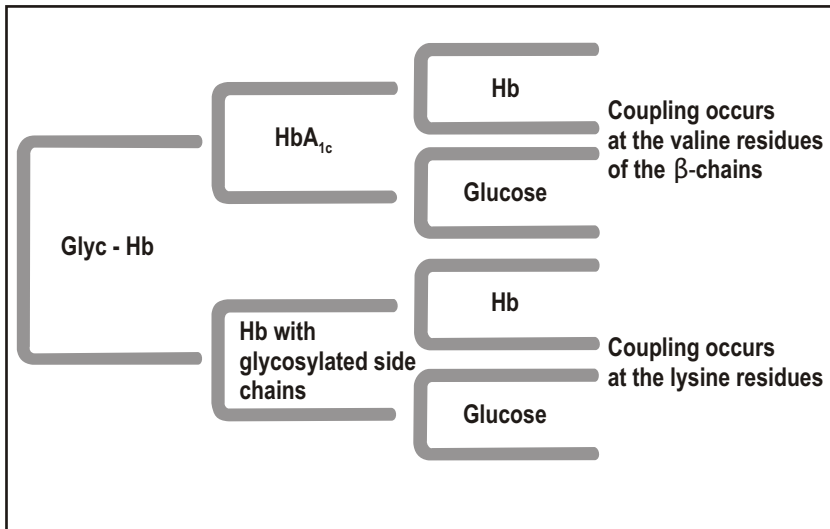 Glyc - Hb
HbA1c
Hb
Glucose
Coupling occurs
at the valine residues
of the β-chains
Hb with
glycosylated side
chains
Hb
Glucose
Coupling occurs
at the lysine residues